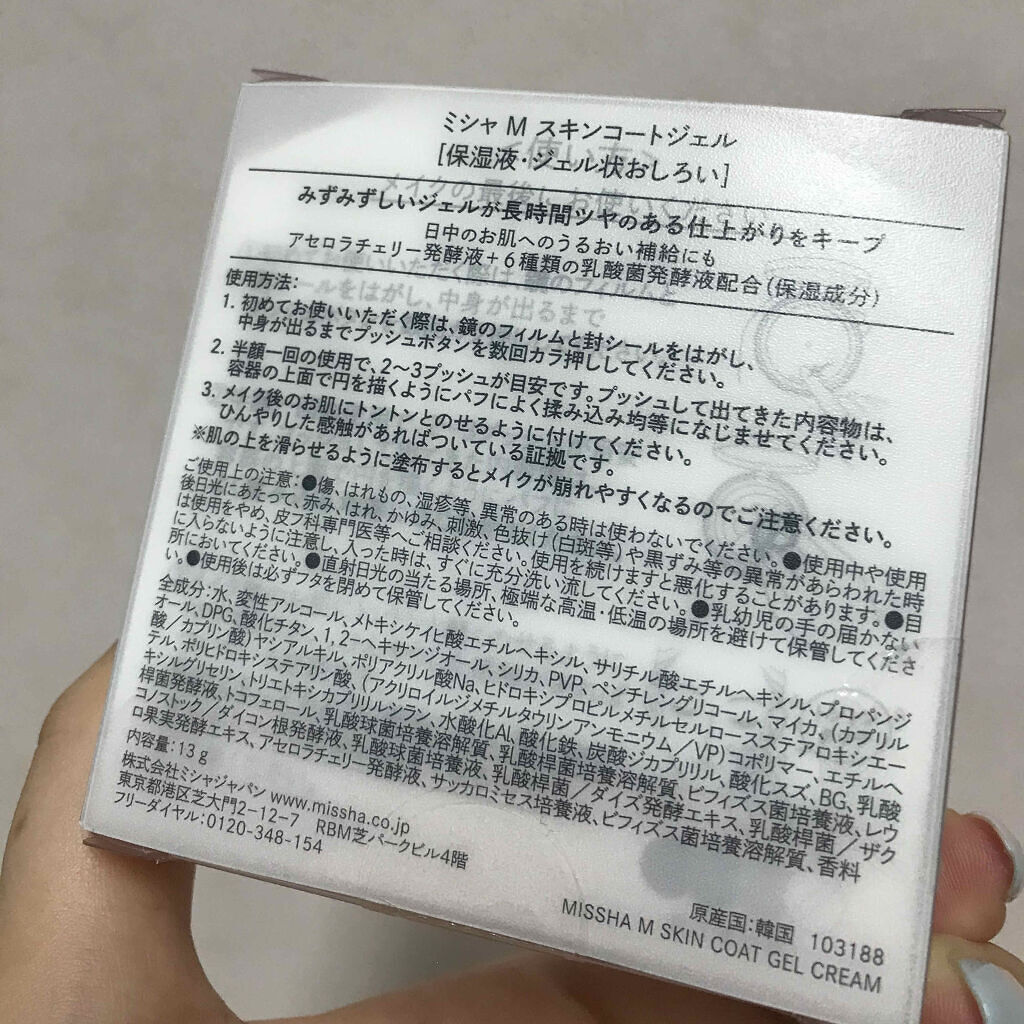 ミシャ M スキンコートジェル
[保湿液・ジェル状おしろい]
みずみずしいジェルが長時間ツヤのある仕上がりをキープ
日中のお肌へのうるおい補給にも
アセロラチェリー発酵液+6種類の乳酸菌発酵液配合(保湿成分)
使用方法:
1. 初めてお使いいただく際は、鏡のフィルムと封シールをはがし、
中身が出るまでプッシュボタンを数回カラ押ししてください。
2. 半顔一回の使用で、2〜3プッシュが目安です。プッシュして出てきた内容物は、
容器の上面で円を描くようにパフによく揉み込み均等になじませてください。
3. メイク後のお肌にトントンとのせるように付けてください。
ひんやりした感触があればついている証拠です。
※肌の上を滑らせるように塗布するとメイクが崩れやすくなるのでご注意ください。
ご使用上の注意:●傷、はれもの、湿疹等、異常のある時は使わないでください。●使用中や使用
後日光にあたって、赤み、はれ、かゆみ、刺激、色抜け(白斑等)や黒ずみ等の異常があらわれた時
は使用をやめ、皮フ科専門医等へご相談ください。使用を続けますと悪化することがあります。●目
に入らないように注意し、入った時は、すぐに充分洗い流してください。●乳幼児の手の届かない
所においてください。●直射日光の当たる場所、極端な高温・低温の場所を避けて保管してくださ
い。●使用後は必ずフタを閉めて保管してください。
全成分:水、変性アルコール、メトキシケイヒ酸エチルヘキシル、サリチル酸エチルヘキシル、プロパンジ
オール、DPG、酸化チタン、1,2-ヘキサンジオール、シリカ、PVP、ペンチレングリコール、マイカ、(カプリル
酸/カプリン酸)ヤシアルキル、ポリアクリル酸Na、ヒドロキシプロピルメチルセルロースステアロキシエー
テル、ポリヒドロキシステアリン酸、(アクリロイルジメチルタウリンアンモニウム/VP)コポリマー、エチルヘ
キシルグリセリン、トリエトキシカプリリルシラン、水酸化Al、酸化鉄、炭酸ジカプリリル、酸化スズ、BG、乳酸
桿菌発酵液、トコフェロール、乳酸球菌培養溶解質、乳酸桿菌培養溶解質、ビフィズス菌培養液、レウ
コノストック/ダイコン根発酵液、乳酸球菌培養液、乳酸桿菌/ダイズ発酵エキス、乳酸桿菌/ザク
ロ果実発酵エキス、アセロラチェリー発酵液、サッカロミセス培養液、ビフィズス菌培養溶解質、香料
内容量:13g
株式会社ミシャジャパン www.missha.co.jp
東京都港区芝大門2-12-7 RBM芝パークビル4階
フリーダイヤル:0120-348-154
原産国:韓国 103188
MISSHA M SKIN COAT GEL CREAM